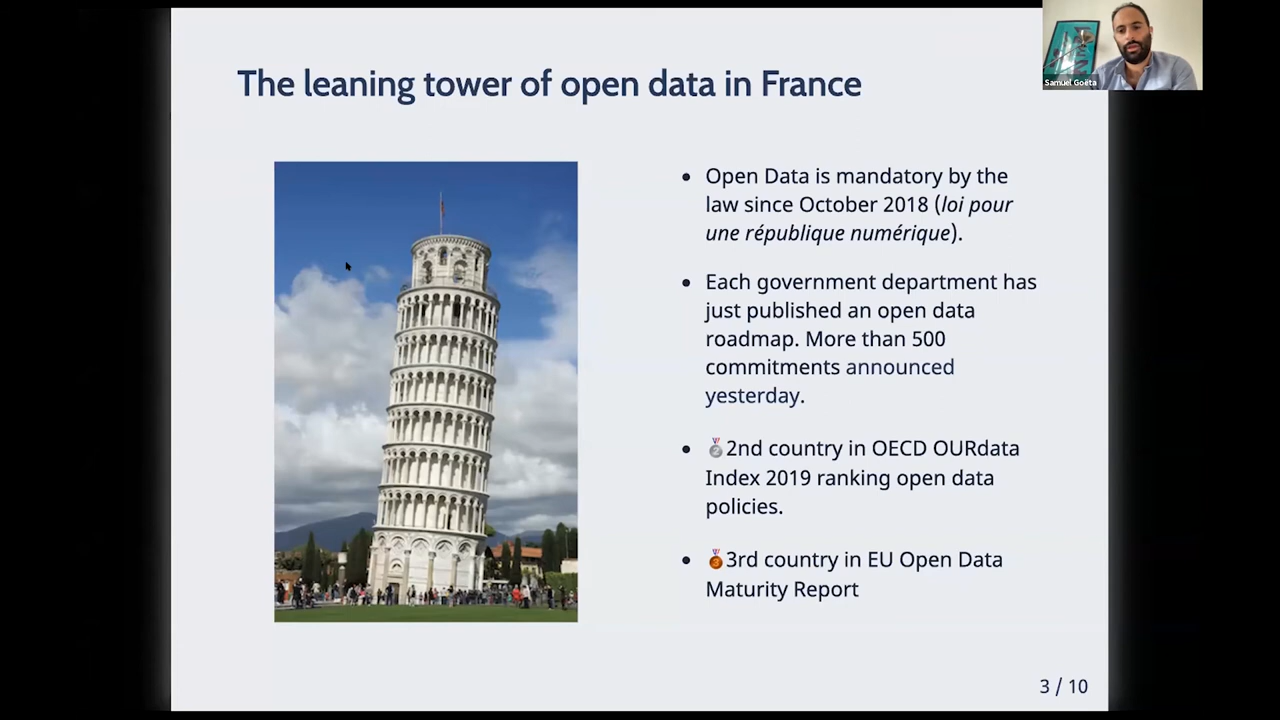 Samuel Goëta
The leaning tower of open data in France
Open Data is mandatory by the
law since October 2018 (loi pour
une république numérique).
Each government department has
just published an open data
roadmap. More than 500
commitments announced
yesterday.
2nd country in OECD OURdata
Index 2019 ranking open data
policies.
3rd country in EU Open Data
Maturity Report
3 / 10